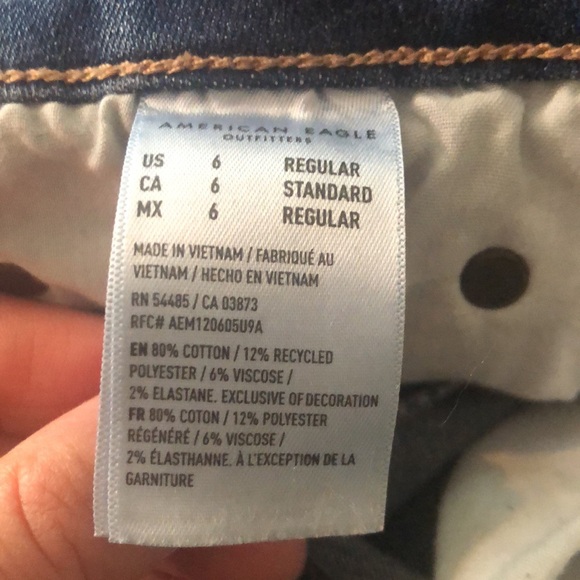 AMERICAN EAGLE
OUTFITTERS
US 6 REGULAR
CA 6 STANDARD
MX 6 REGULAR
MADE IN VIETNAM / FABRIQUÉ AU
VIETNAM / HECHO EN VIETNAM
RN 54485 / CA 03873
RFC# AEM120605U9A
EN 80% COTTON / 12% RECYCLED
POLYESTER / 6% VISCOSE /
2% ELASTANE. EXCLUSIVE OF DECORATION
FR 80% COTON / 12% POLYESTER
RÉGÉNÉRÉ / 6% VISCOSE /
2% ÉLASTHANNE. À L'EXCEPTION DE LA
GARNITURE